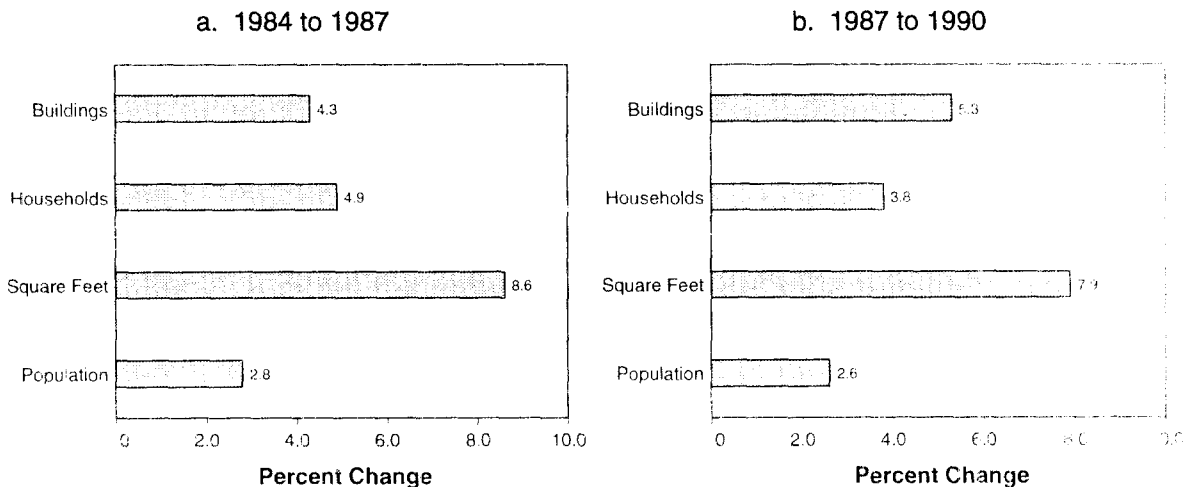 a. 1984 to 1987
Buildings
4.3
Households
4.9
Square Feet
8.6
Population
2.8
0 2.0 4.0 6.0 8.0 10.0
Percent Change
b. 1987 to 1990
Buildings
5.3
Households
3.8
Square Feet
7.9
Population
2.6
0 2.0 4.0 6.0 8.0
Percent Change